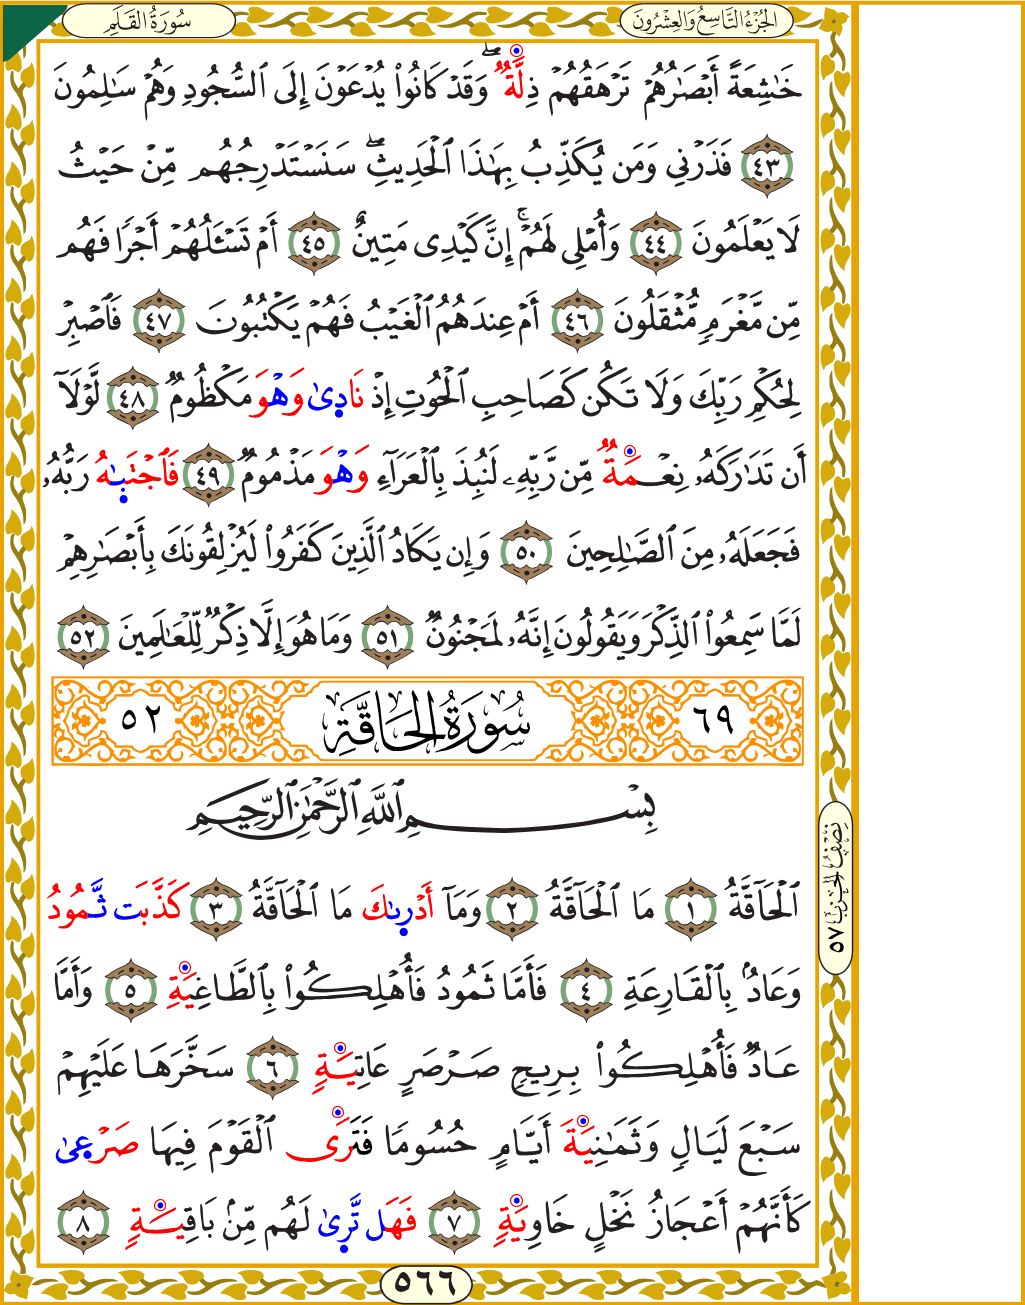 الجُزْءُ التَّاسِعُ وَالعِشْرُونَ
سُورَةُ القَلَمِ
خَٰشِعَةً أَبْصَٰرُهُمْ تَرْهَقُهُمْ ذِلَّةٌۖ وَقَدْ كَانُواْ يُدْعَوْنَ إِلَى ٱلسُّجُودِ وَهُمْ سَٰلِمُونَ
٤٣ فَذَرْنِي وَمَن يُكَذِّبُ بِهَٰذَا ٱلْحَدِيثِۖ سَنَسْتَدْرِجُهُم مِّنْ حَيْثُ
لَا يَعْلَمُونَ ٤٤ وَأُمْلِي لَهُمْۚ إِنَّ كَيْدِي مَتِينٌ ٤٥ أَمْ تَسْـَٔلُهُمْ أَجْرًا فَهُم
مِّن مَّغْرَمٍ مُّثْقَلُونَ ٤٦ أَمْ عِندَهُمُ ٱلْغَيْبُ فَهُمْ يَكْتُبُونَ ٤٧ فَٱصْبِرْ
لِحُكْمِ رَبِّكَ وَلَا تَكُن كَصَاحِبِ ٱلْحُوتِ إِذْ نَادَىٰ وَهْوَ مَكْظُومٌ ٤٨ لَّوْلَآ
أَن تَدَٰرَكَهُۥ نِعْمَةٌ مِّن رَّبِّهِۦ لَنُبِذَ بِٱلْعَرَآءِ وَهْوَ مَذْمُومٌ ٤٩ فَٱجْتَبَٰهُ رَبُّهُۥ
فَجَعَلَهُۥ مِنَ ٱلصَّٰلِحِينَ ٥٠ وَإِن يَكَادُ ٱلَّذِينَ كَفَرُواْ لَيُزْلِقُونَكَ بِأَبْصَٰرِهِمْ
لَمَّا سَمِعُواْ ٱلذِّكْرَ وَيَقُولُونَ إِنَّهُۥ لَمَجْنُونٌ ٥١ وَمَا هُوَ إِلَّا ذِكْرٌ لِّلْعَٰلَمِينَ ٥٢
٦٩ سُورَةُ الحَاقَّةِ ٥٢
بِسْمِ ٱللَّهِ ٱلرَّحْمَٰنِ ٱلرَّحِيمِ
ٱلْحَآقَّةُ ١ مَا ٱلْحَآقَّةُ ٢ وَمَآ أَدْرِىٰكَ مَا ٱلْحَآقَّةُ ٣ كَذَّبَت ثَّمُودُ
وَعَادٌۢ بِٱلْقَارِعَةِ ٤ فَأَمَّا ثَمُودُ فَأُهْلِكُواْ بِٱلطَّاغِيَةِ ٥ وَأَمَّا
عَادٌ فَأُهْلِكُواْ بِرِيحٍ صَرْصَرٍ عَاتِيَةٍ ٦ سَخَّرَهَا عَلَيْهِمْ
سَبْعَ لَيَالٍ وَثَمَٰنِيَةَ أَيَّامٍ حُسُومًا فَتَرَى ٱلْقَوْمَ فِيهَا صَرْعَىٰ
كَأَنَّهُمْ أَعْجَازُ نَخْلٍ خَاوِيَةٍ ٧ فَهَل تَّرِىٰ لَهُم مِّنۢ بَاقِيَةٍ ٨
نِصْفُ الحِزْبِ ٥٧
٥٦٦